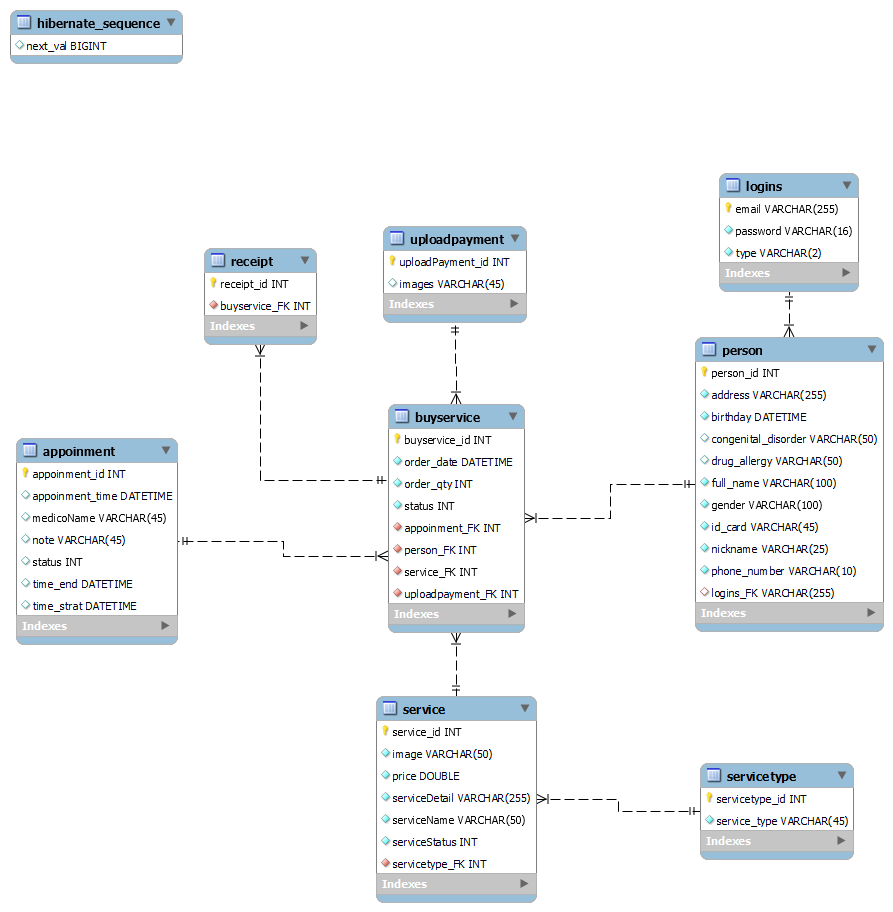 hibernate_sequence
next_val BIGINT
logins
email VARCHAR(255)
password VARCHAR(16)
type VARCHAR(2)
Indexes
uploadpayment
uploadPayment_id INT
images VARCHAR(45)
Indexes
receipt
receipt_id INT
buyservice_FK INT
Indexes
person
person_id INT
address VARCHAR(255)
birthday DATETIME
congenital_disorder VARCHAR(50)
drug_allergy VARCHAR(50)
full_name VARCHAR(100)
gender VARCHAR(100)
id_card VARCHAR(45)
nickname VARCHAR(25)
phone_number VARCHAR(10)
logins_FK VARCHAR(255)
Indexes
buyservice
buyservice_id INT
order_date DATETIME
order_qty INT
status INT
appoinment_FK INT
person_FK INT
service_FK INT
uploadpayment_FK INT
Indexes
appoinment
appoinment_id INT
appoinment_time DATETIME
medicoName VARCHAR(45)
note VARCHAR(45)
status INT
time_end DATETIME
time_strat DATETIME
Indexes
service
service_id INT
image VARCHAR(50)
price DOUBLE
serviceDetail VARCHAR(255)
serviceName VARCHAR(50)
serviceStatus INT
servicetype_FK INT
Indexes
servicetype
servicetype_id INT
service_type VARCHAR(45)
Indexes